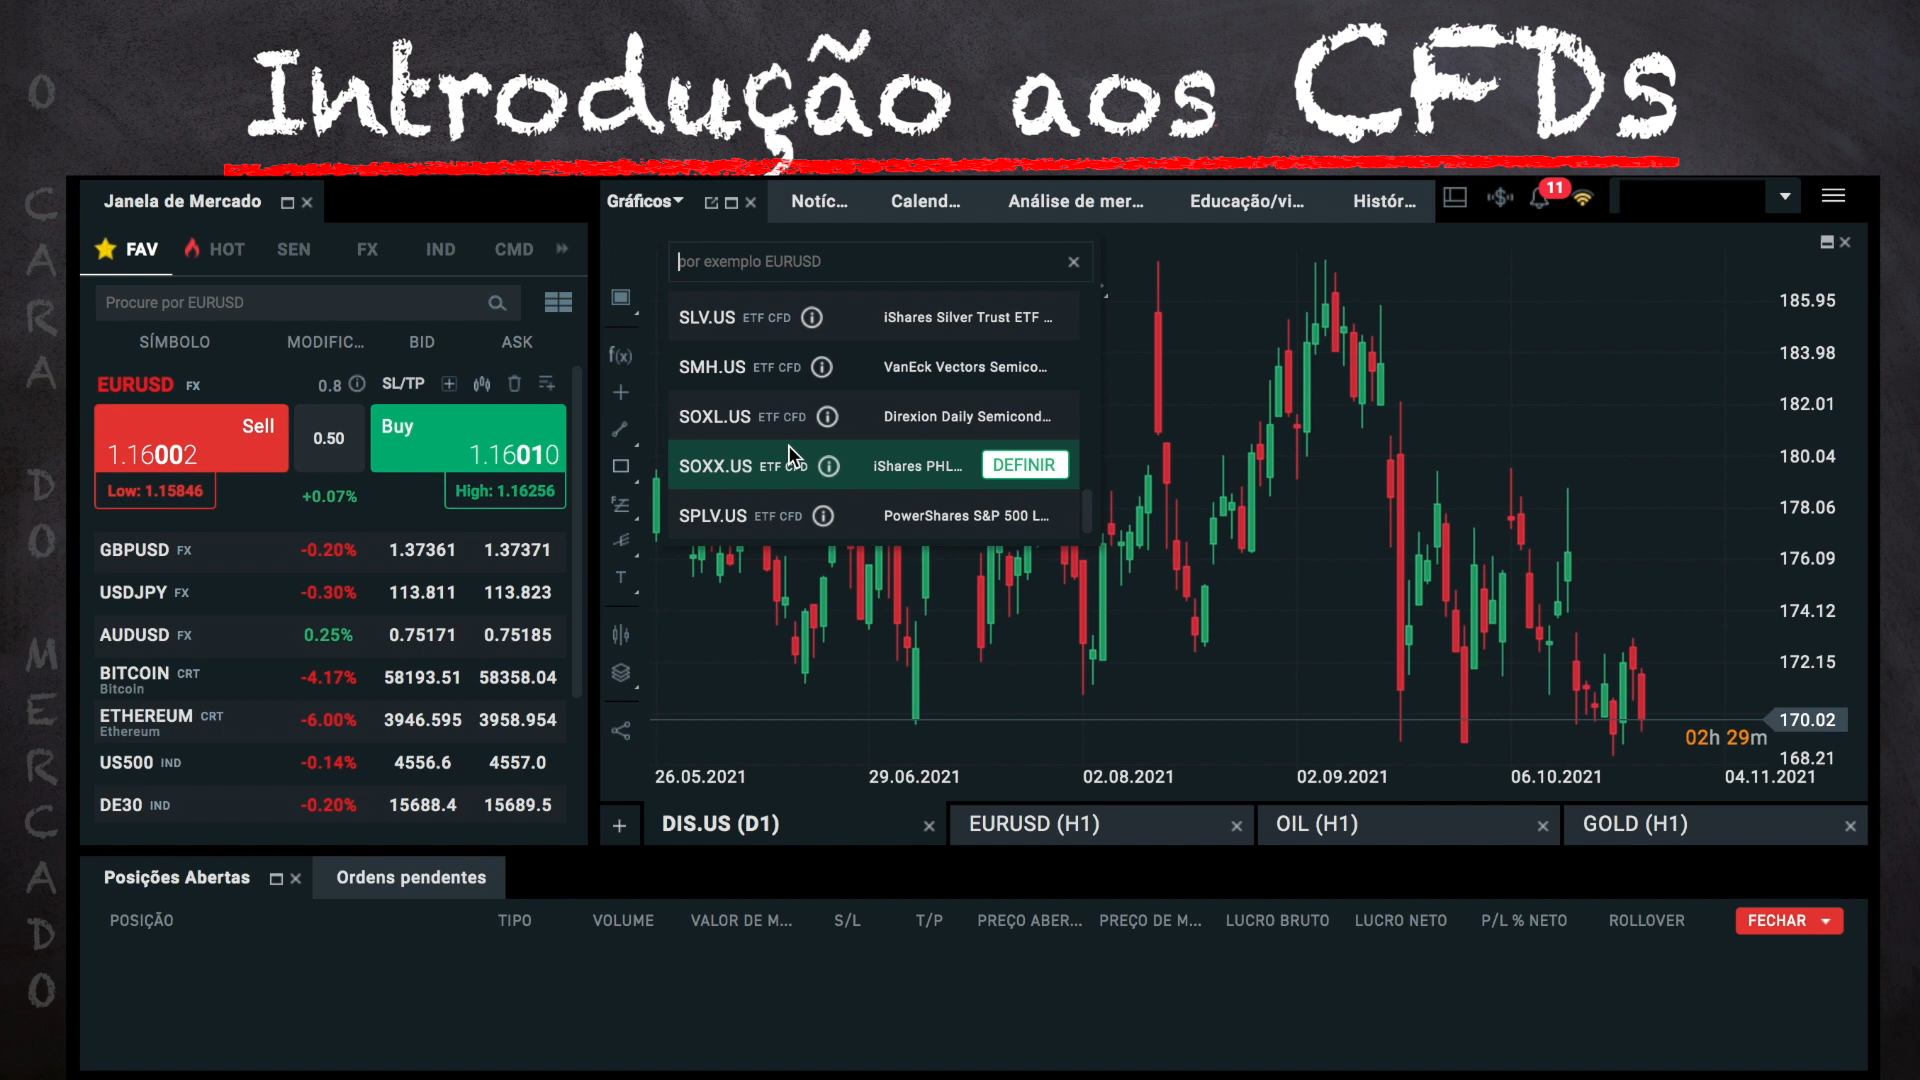 Introdução aos CFDs
O CARA DO MERCADO
Janela de Mercado
FAV HOT SEN FX IND CMD
Procure por EURUSD
SÍMBOLO MODIFIC... BID ASK
EURUSD FX 0.8 SL/TP
Sell 1.16002
0.50
Buy 1.16010
Low: 1.15846
+0.07%
High: 1.16256
GBPUSD FX -0.20% 1.37361 1.37371
USDJPY FX -0.30% 113.811 113.823
AUDUSD FX 0.25% 0.75171 0.75185
BITCOIN CRT -4.17% 58193.51 58358.04
Bitcoin
ETHEREUM CRT -6.00% 3946.595 3958.954
Ethereum
US500 IND -0.14% 4556.6 4557.0
DE30 IND -0.20% 15688.4 15689.5
Gráficos Notíc... Calend... Análise de mer... Educação/vi... Histór... 11
por exemplo EURUSD
SLV.US ETF CFD iShares Silver Trust ETF ...
SMH.US ETF CFD VanEck Vectors Semico...
SOXL.US ETF CFD Direxion Daily Semicond...
SOXX.US ETF CFD iShares PHL... DEFINIR
SPLV.US ETF CFD PowerShares S&P 500 L...
f(x)
T
185.95
183.98
182.01
180.04
178.06
176.09
174.12
172.15
170.02
02h 29m
168.21
26.05.2021 29.06.2021 02.08.2021 02.09.2021 06.10.2021 04.11.2021
DIS.US (D1) EURUSD (H1) OIL (H1) GOLD (H1)
Posições Abertas Ordens pendentes
POSIÇÃO TIPO VOLUME VALOR DE M... S/L T/P PREÇO ABER... PREÇO DE M... LUCRO BRUTO LUCRO NETO P/L % NETO ROLLOVER FECHAR